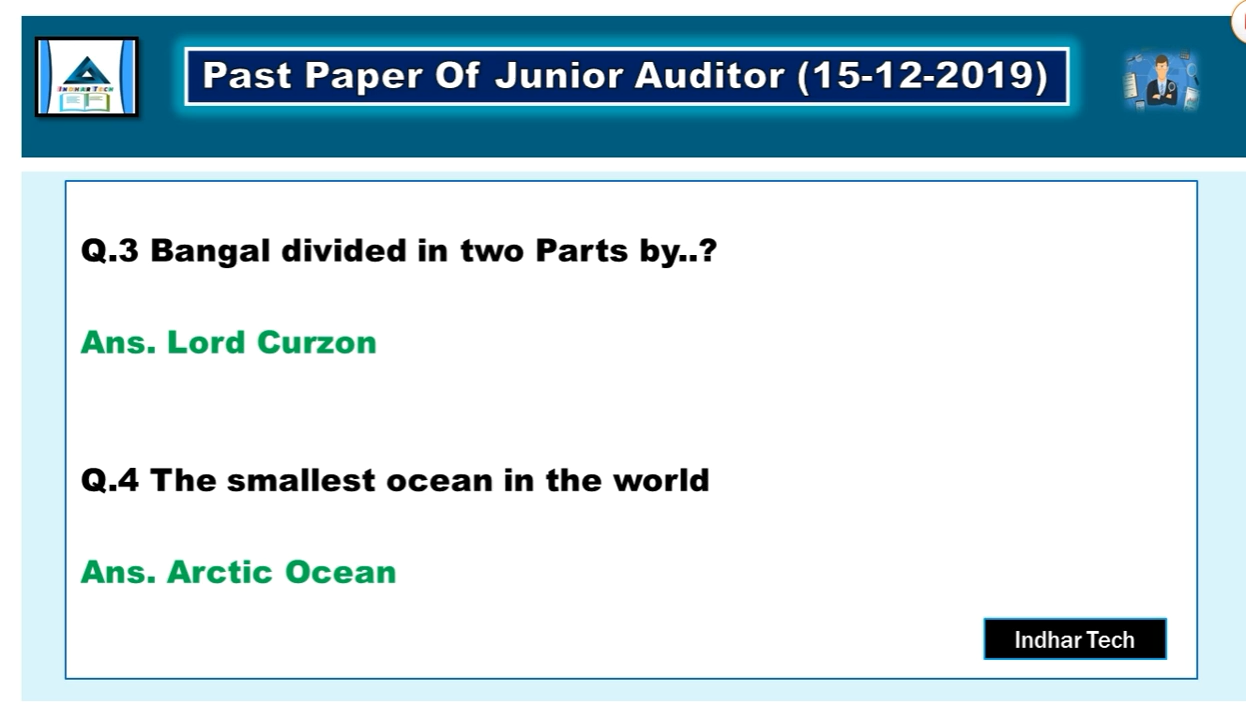 Past Paper Of Junior Auditor (15-12-2019)
INDHAR TECH
Q.3 Bangal divided in two Parts by..?
Ans. Lord Curzon
Q.4 The smallest ocean in the world
Ans. Arctic Ocean
Indhar Tech